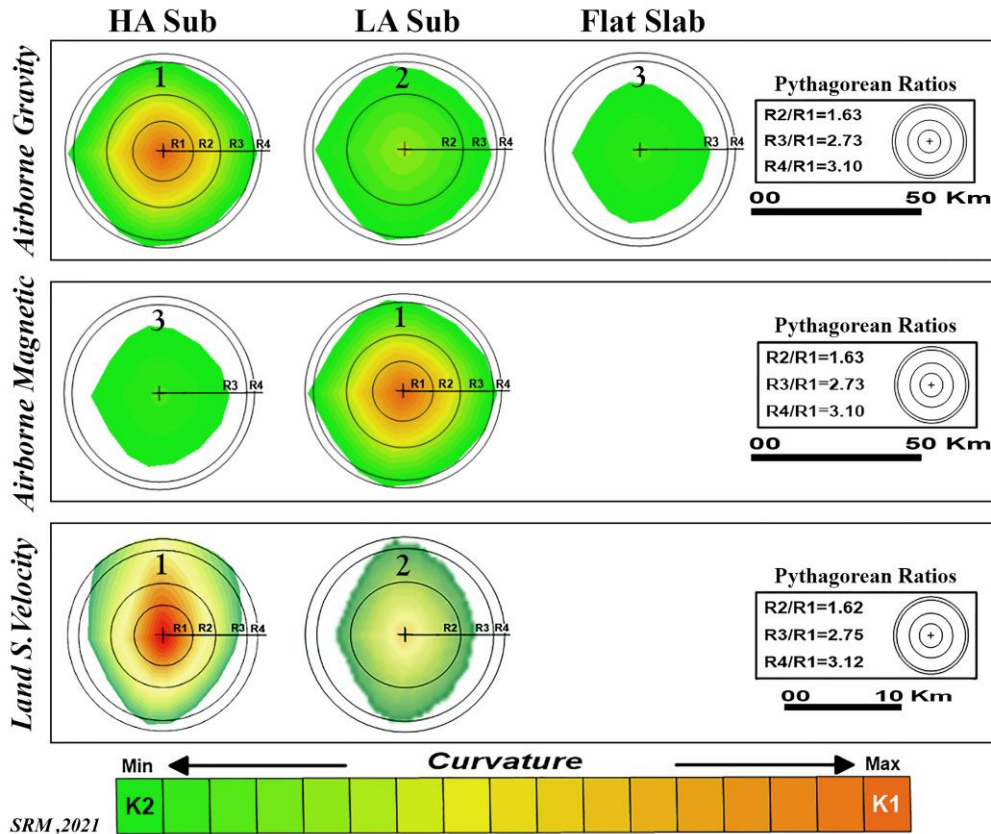 HA Sub LA Sub Flat Slab
Airborne Gravity
1
R1 R2 R3 R4
2
R2 R3 R4
3
R3 R4
Pythagorean Ratios
R2/R1=1.63
R3/R1=2.73
R4/R1=3.10
00 50 Km
Airborne Magnetic
3
R3 R4
1
R1 R2 R3 R4
Pythagorean Ratios
R2/R1=1.63
R3/R1=2.73
R4/R1=3.10
00 50 Km
Land S.Velocity
1
R1 R2 R3 R4
2
R2 R3 R4
Pythagorean Ratios
R2/R1=1.62
R3/R1=2.75
R4/R1=3.12
00 10 Km
Min Curvature Max
K2 K1
SRM ,2021